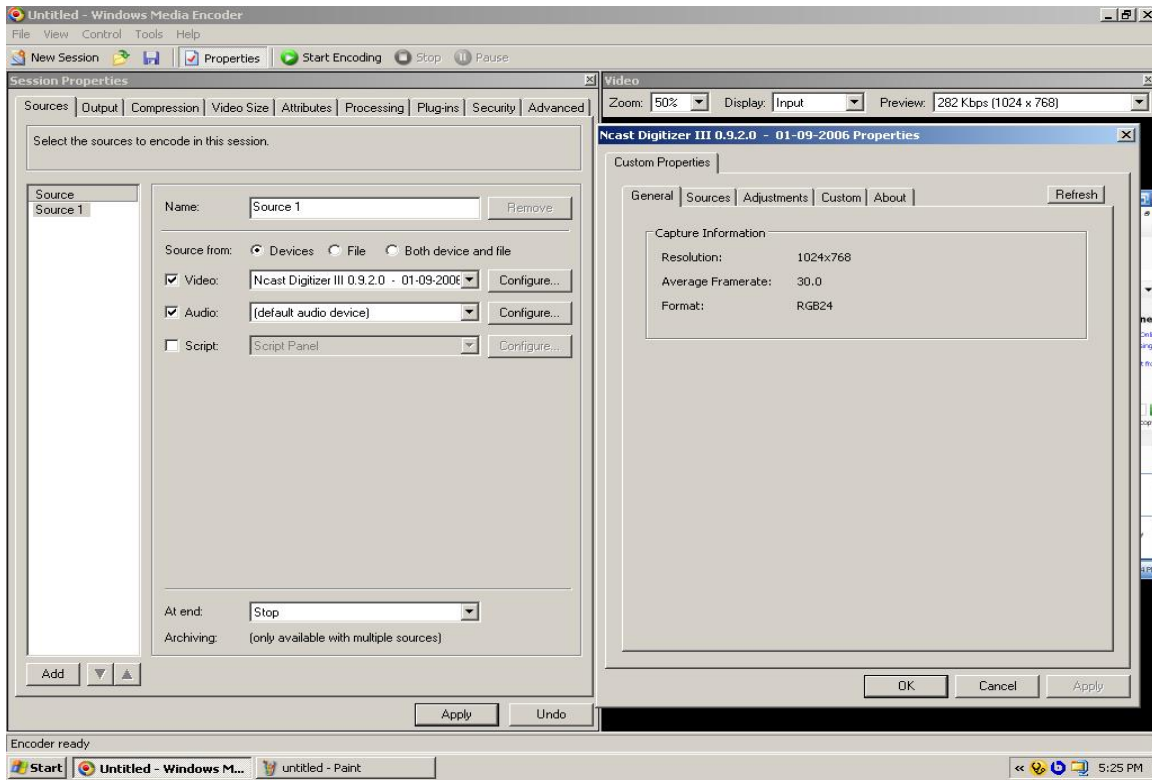 Untitled - Windows Media Encoder
File View Control Tools Help
New Session Properties Start Encoding Stop Pause
Session Properties
Sources Output Compression Video Size Attributes Processing Plug-ins Security Advanced
Select the sources to encode in this session.
Source
Source 1
Name: Source 1 Remove
Source from: Devices File Both device and file
Video: Ncast Digitizer III 0.9.2.0 - 01-09-2006 Configure...
Audio: (default audio device) Configure...
Script: Script Panel Configure...
At end: Stop
Archiving: (only available with multiple sources)
Add
Apply Undo
Video
Zoom: 50% Display: Input Preview: 282 Kbps (1024 x 768)
Ncast Digitizer III 0.9.2.0 - 01-09-2006 Properties
Custom Properties
General Sources Adjustments Custom About Refresh
Capture Information
Resolution: 1024x768
Average Framerate: 30.0
Format: RGB24
OK Cancel Apply
Encoder ready
Start Untitled - Windows M... untitled - Paint « 5:25 PM